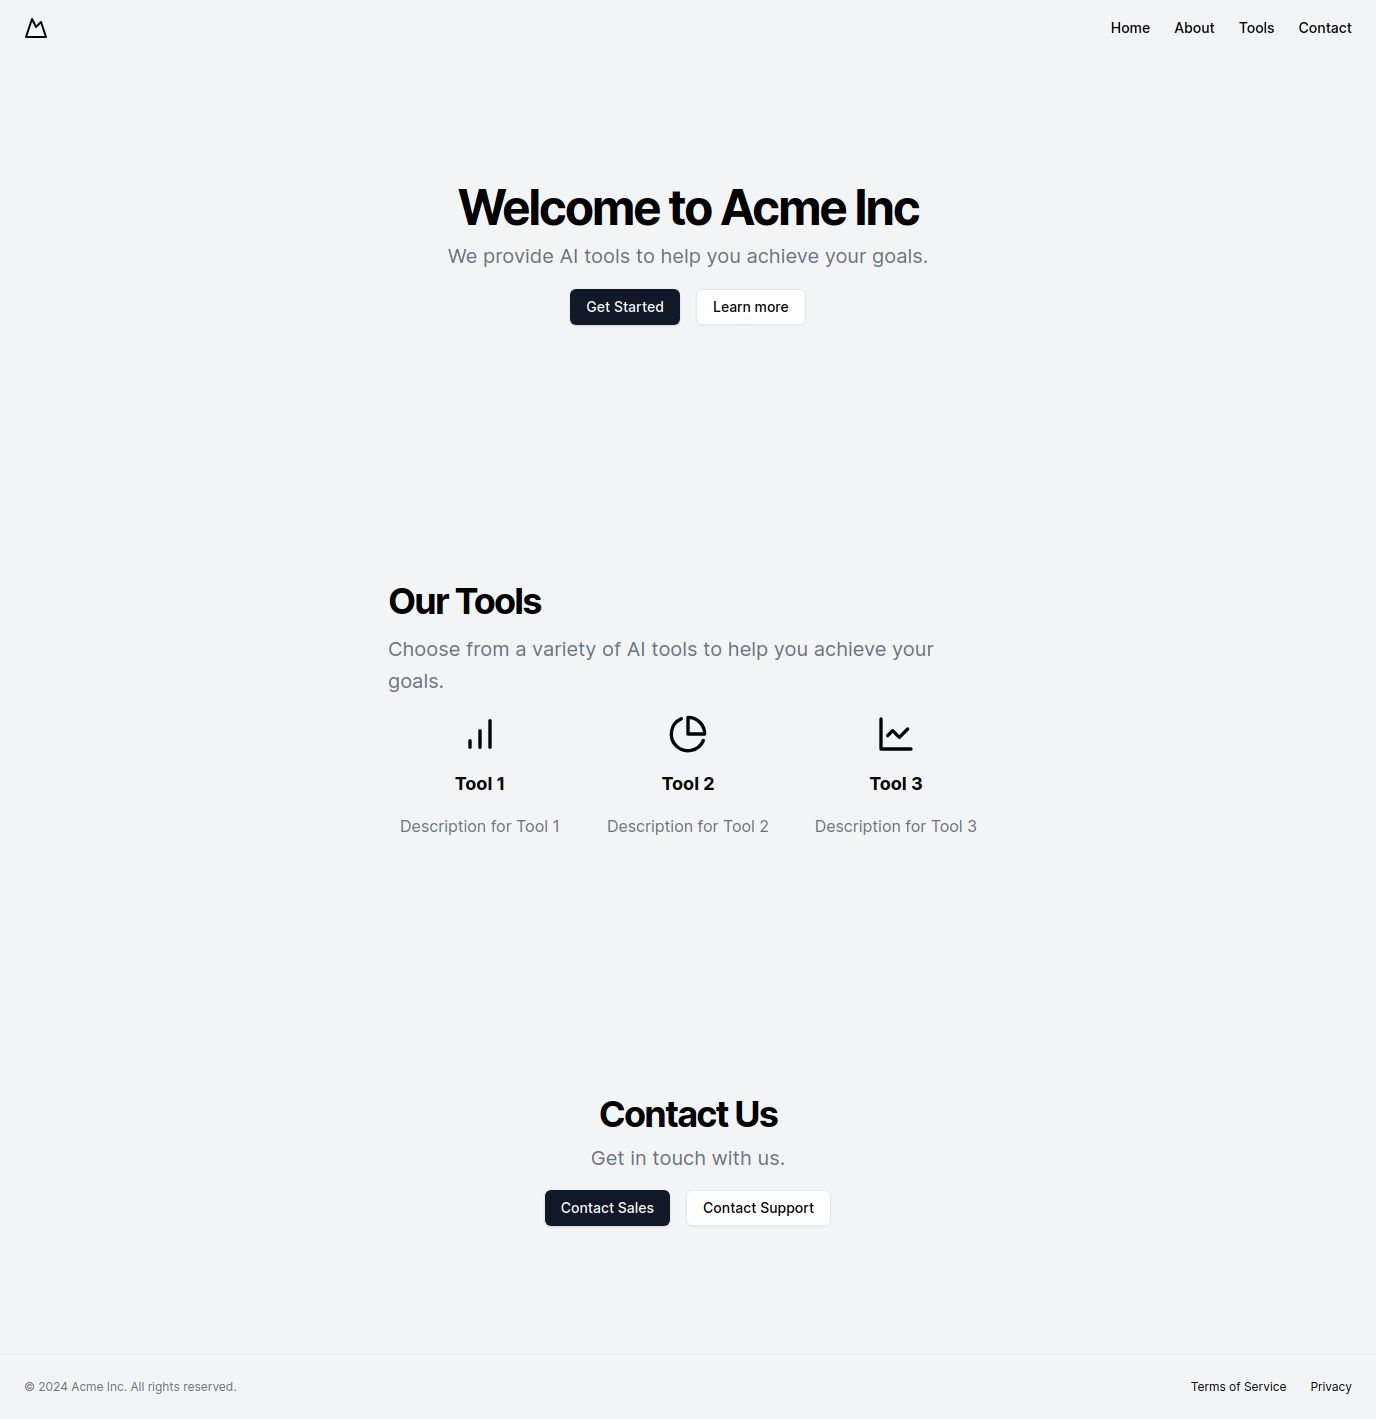 Home About Tools Contact
Welcome to Acme Inc
We provide AI tools to help you achieve your goals.
Get Started Learn more
Our Tools
Choose from a variety of AI tools to help you achieve your
goals.
Tool 1 Tool 2 Tool 3
Description for Tool 1 Description for Tool 2 Description for Tool 3
Contact Us
Get in touch with us.
Contact Sales Contact Support
© 2024 Acme Inc. All rights reserved. Terms of Service Privacy